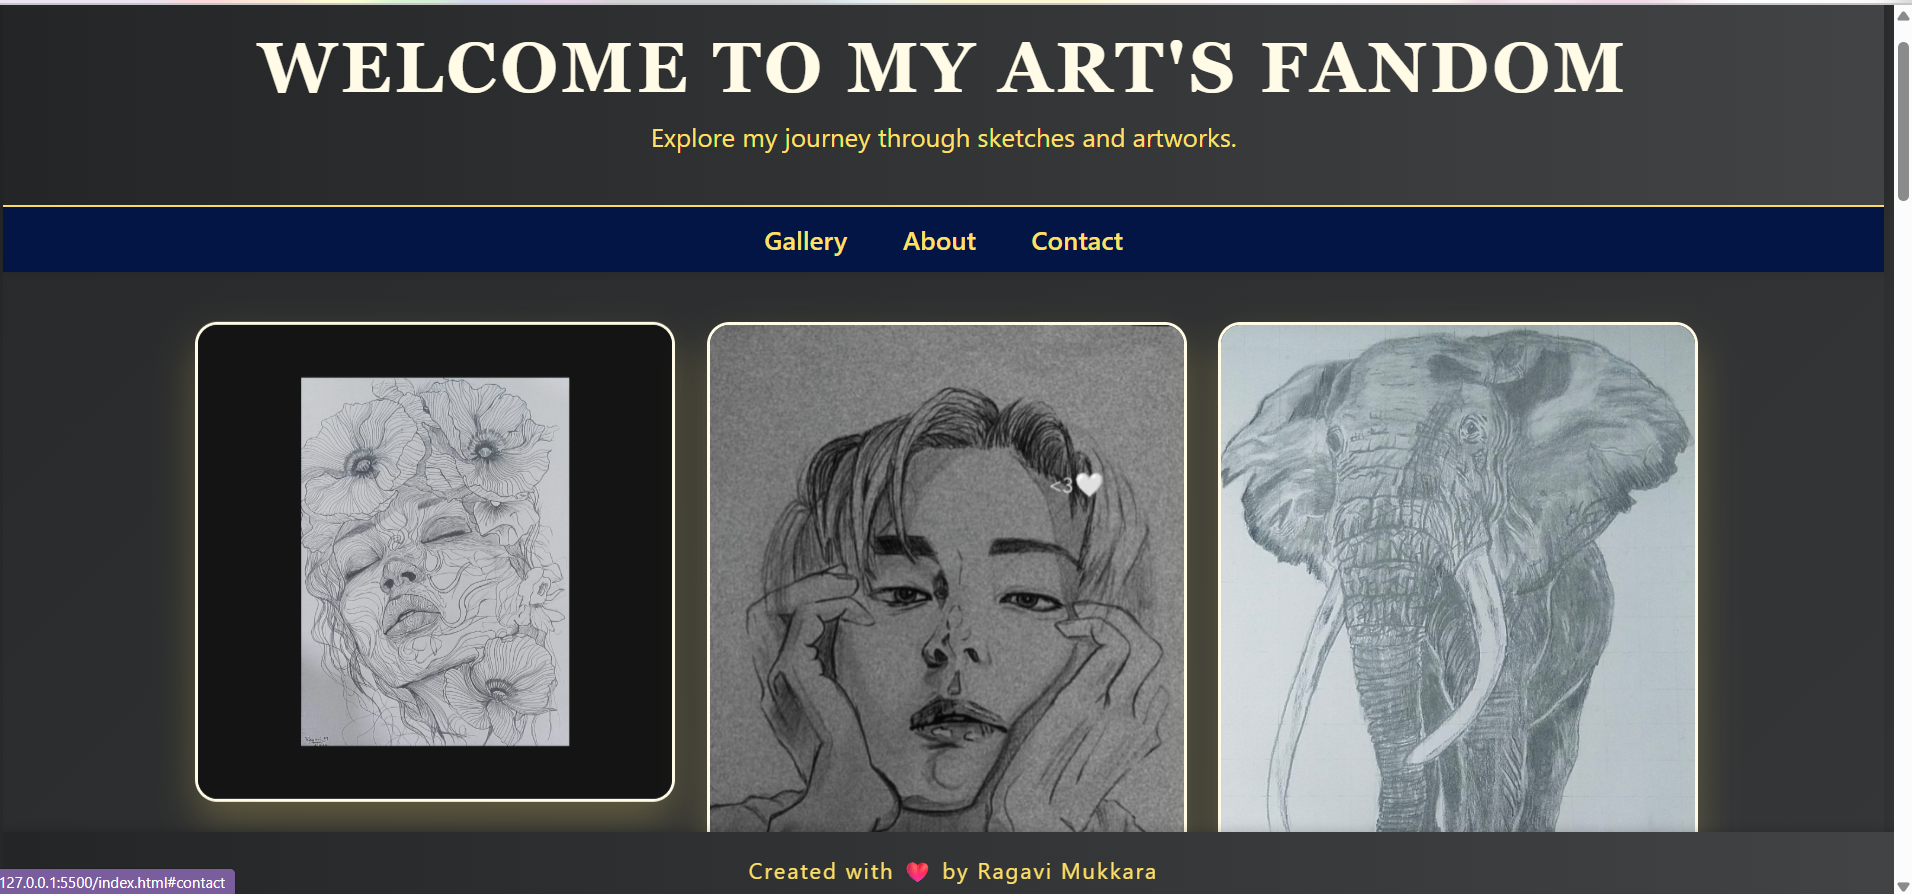 WELCOME TO MY ART'S FANDOM
Explore my journey through sketches and artworks.
Gallery About Contact
<3🤍
Created with ❤️ by Ragavi Mukkara
127.0.0.1:5500/index.html#contact